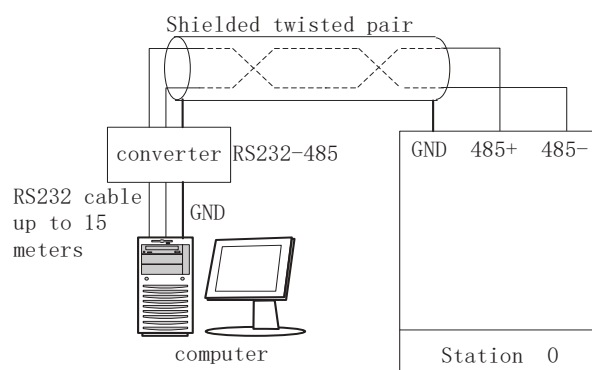 Shielded twisted pair
converter
RS232-485
GND
485+
485-
RS232 cable
up to 15
meters
GND
computer
Station 0